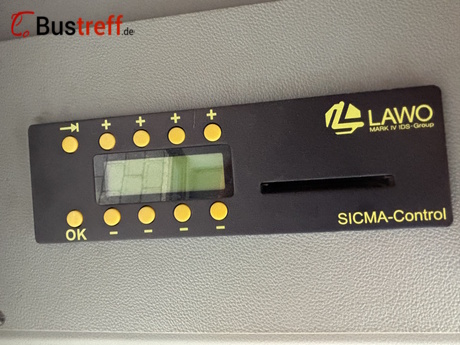 Bustreff.de
+ + + +
LAWO
MARK IV IDS-Group
OK - - - -
SICMA-Control